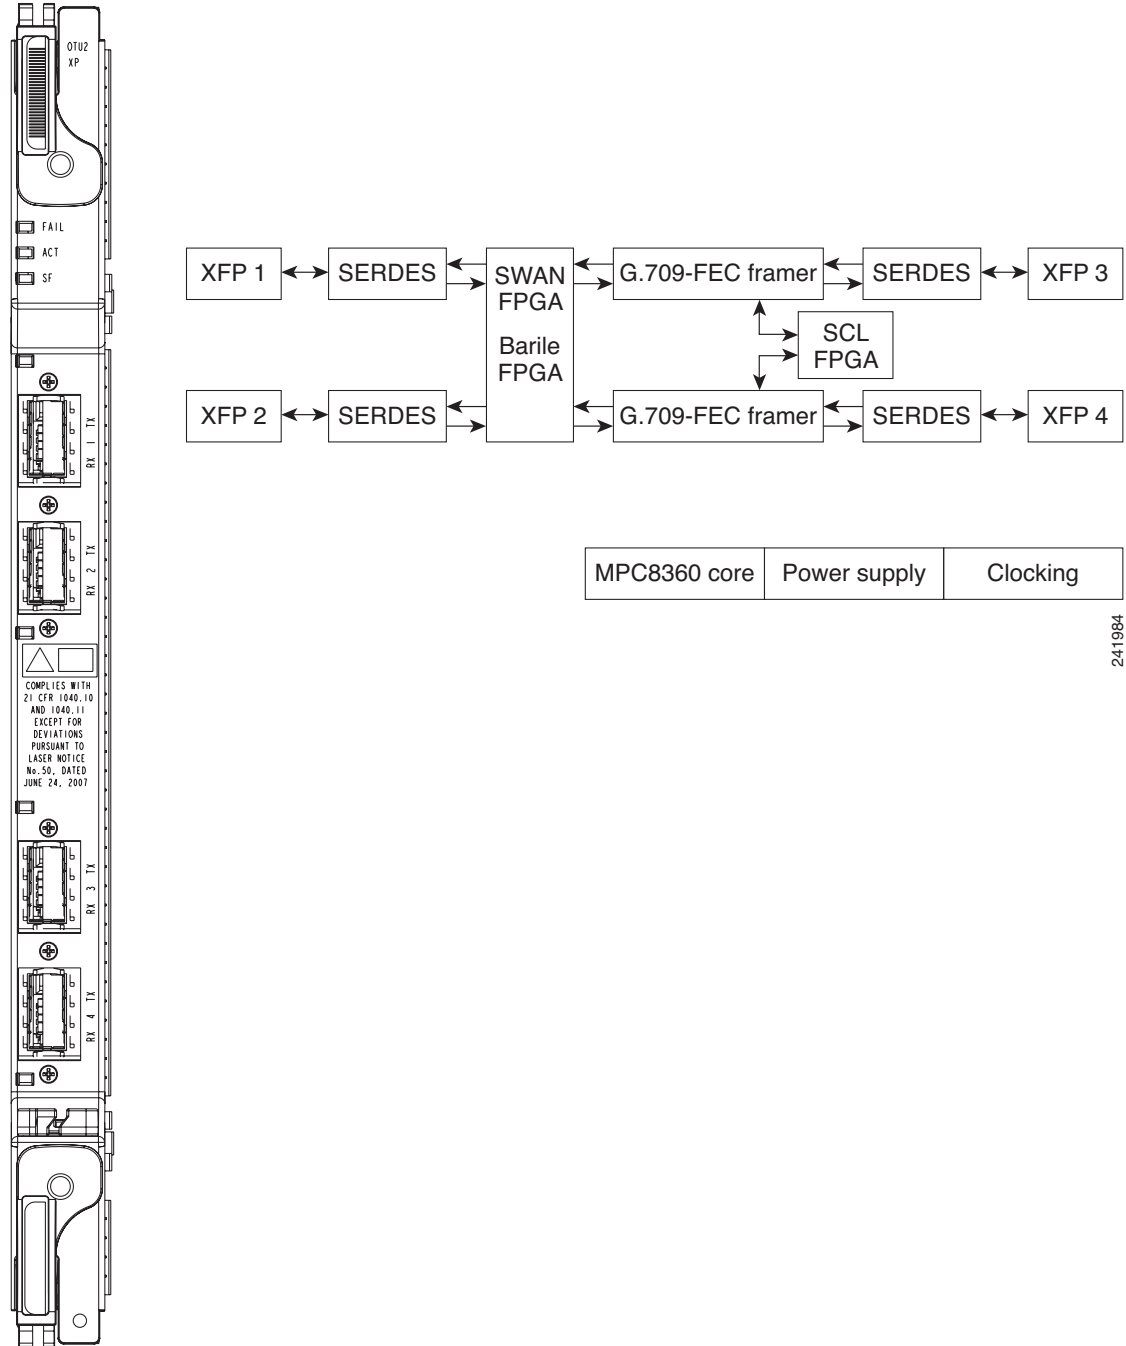 OTU2
XP
FAIL
ACT
SF
RX 1 TX
RX 2 TX
COMPLIES WITH
21 CFR 1040.10
AND 1040.11
EXCEPT FOR
DEVIATIONS
PURSUANT TO
LASER NOTICE
No.50, DATED
JUNE 24, 2007
RX 3 TX
RX 4 TX
XFP 1
SERDES
SWAN
FPGA
Barile
FPGA
G.709-FEC framer
SERDES
XFP 3
SCL
FPGA
XFP 2
SERDES
G.709-FEC framer
SERDES
XFP 4
MPC8360 core
Power supply
Clocking
241984